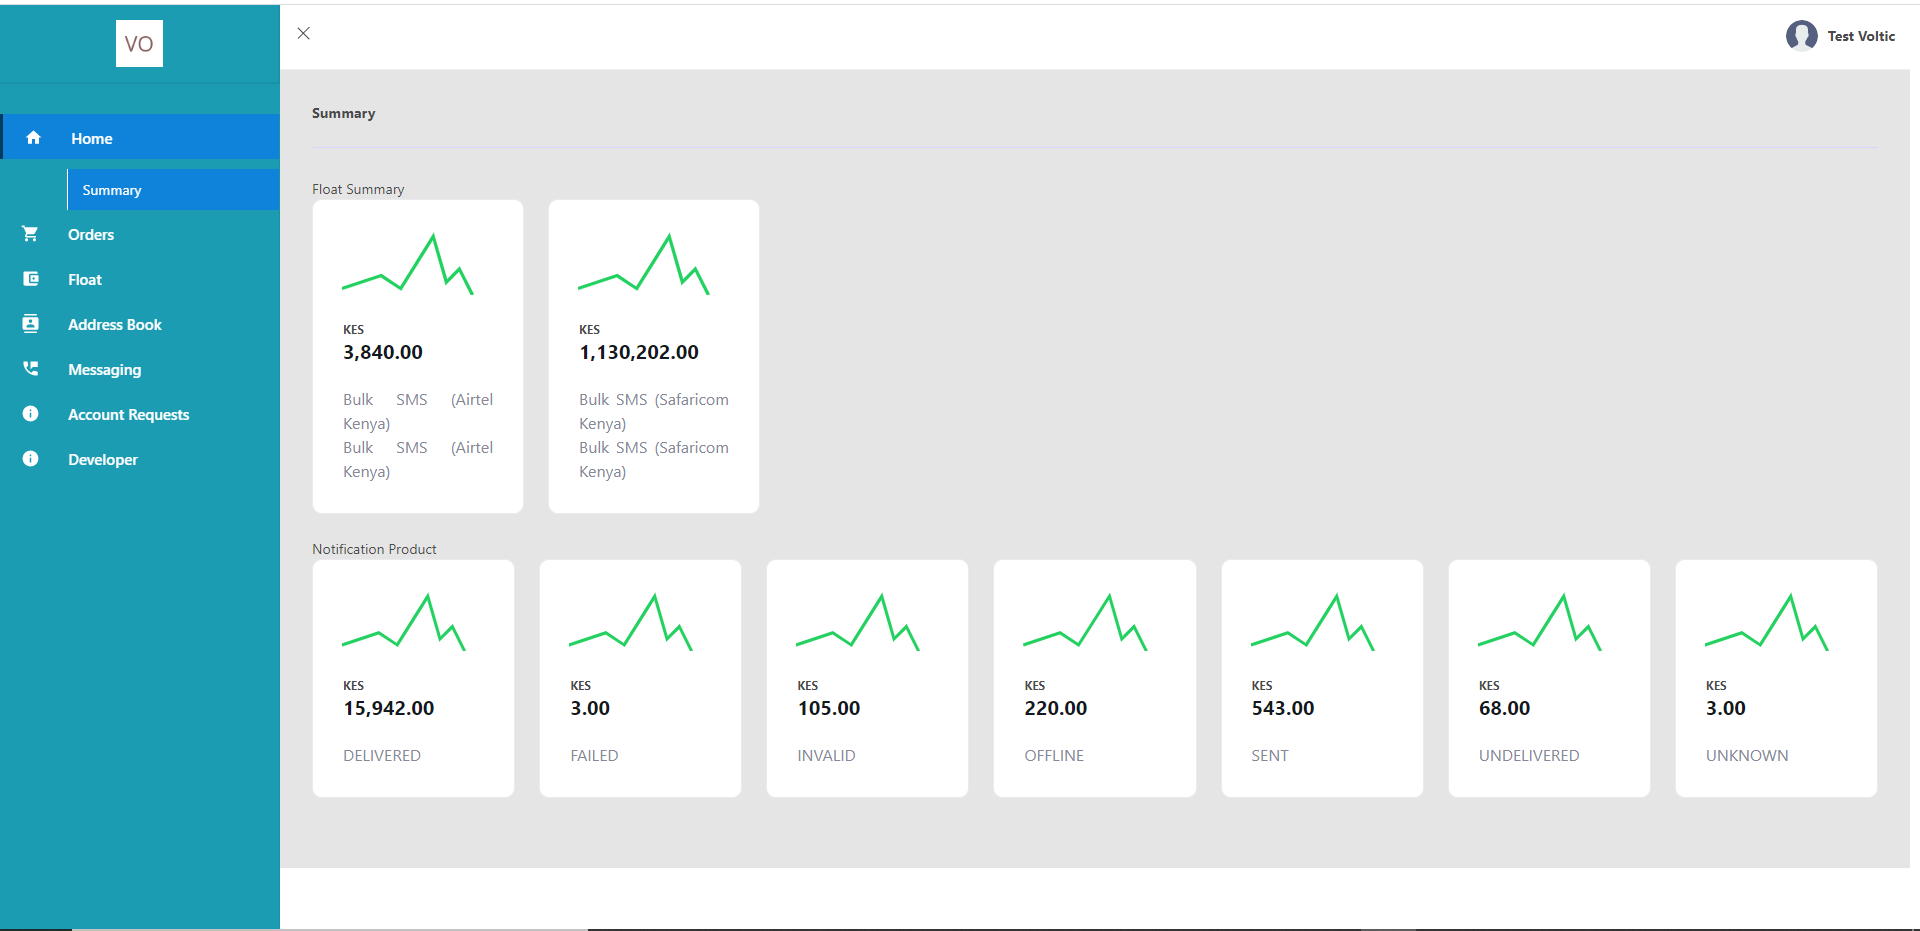 VO
Test Voltic
Home
Summary
Orders
Float
Address Book
Messaging
Account Requests
Developer
Summary
Float Summary
KES
3,840.00
Bulk SMS (Airtel
Kenya)
Bulk SMS (Airtel
Kenya)
KES
1,130,202.00
Bulk SMS (Safaricom
Kenya)
Bulk SMS (Safaricom
Kenya)
Notification Product
KES
15,942.00
DELIVERED
KES
3.00
FAILED
KES
105.00
INVALID
KES
220.00
OFFLINE
KES
543.00
SENT
KES
68.00
UNDELIVERED
KES
3.00
UNKNOWN